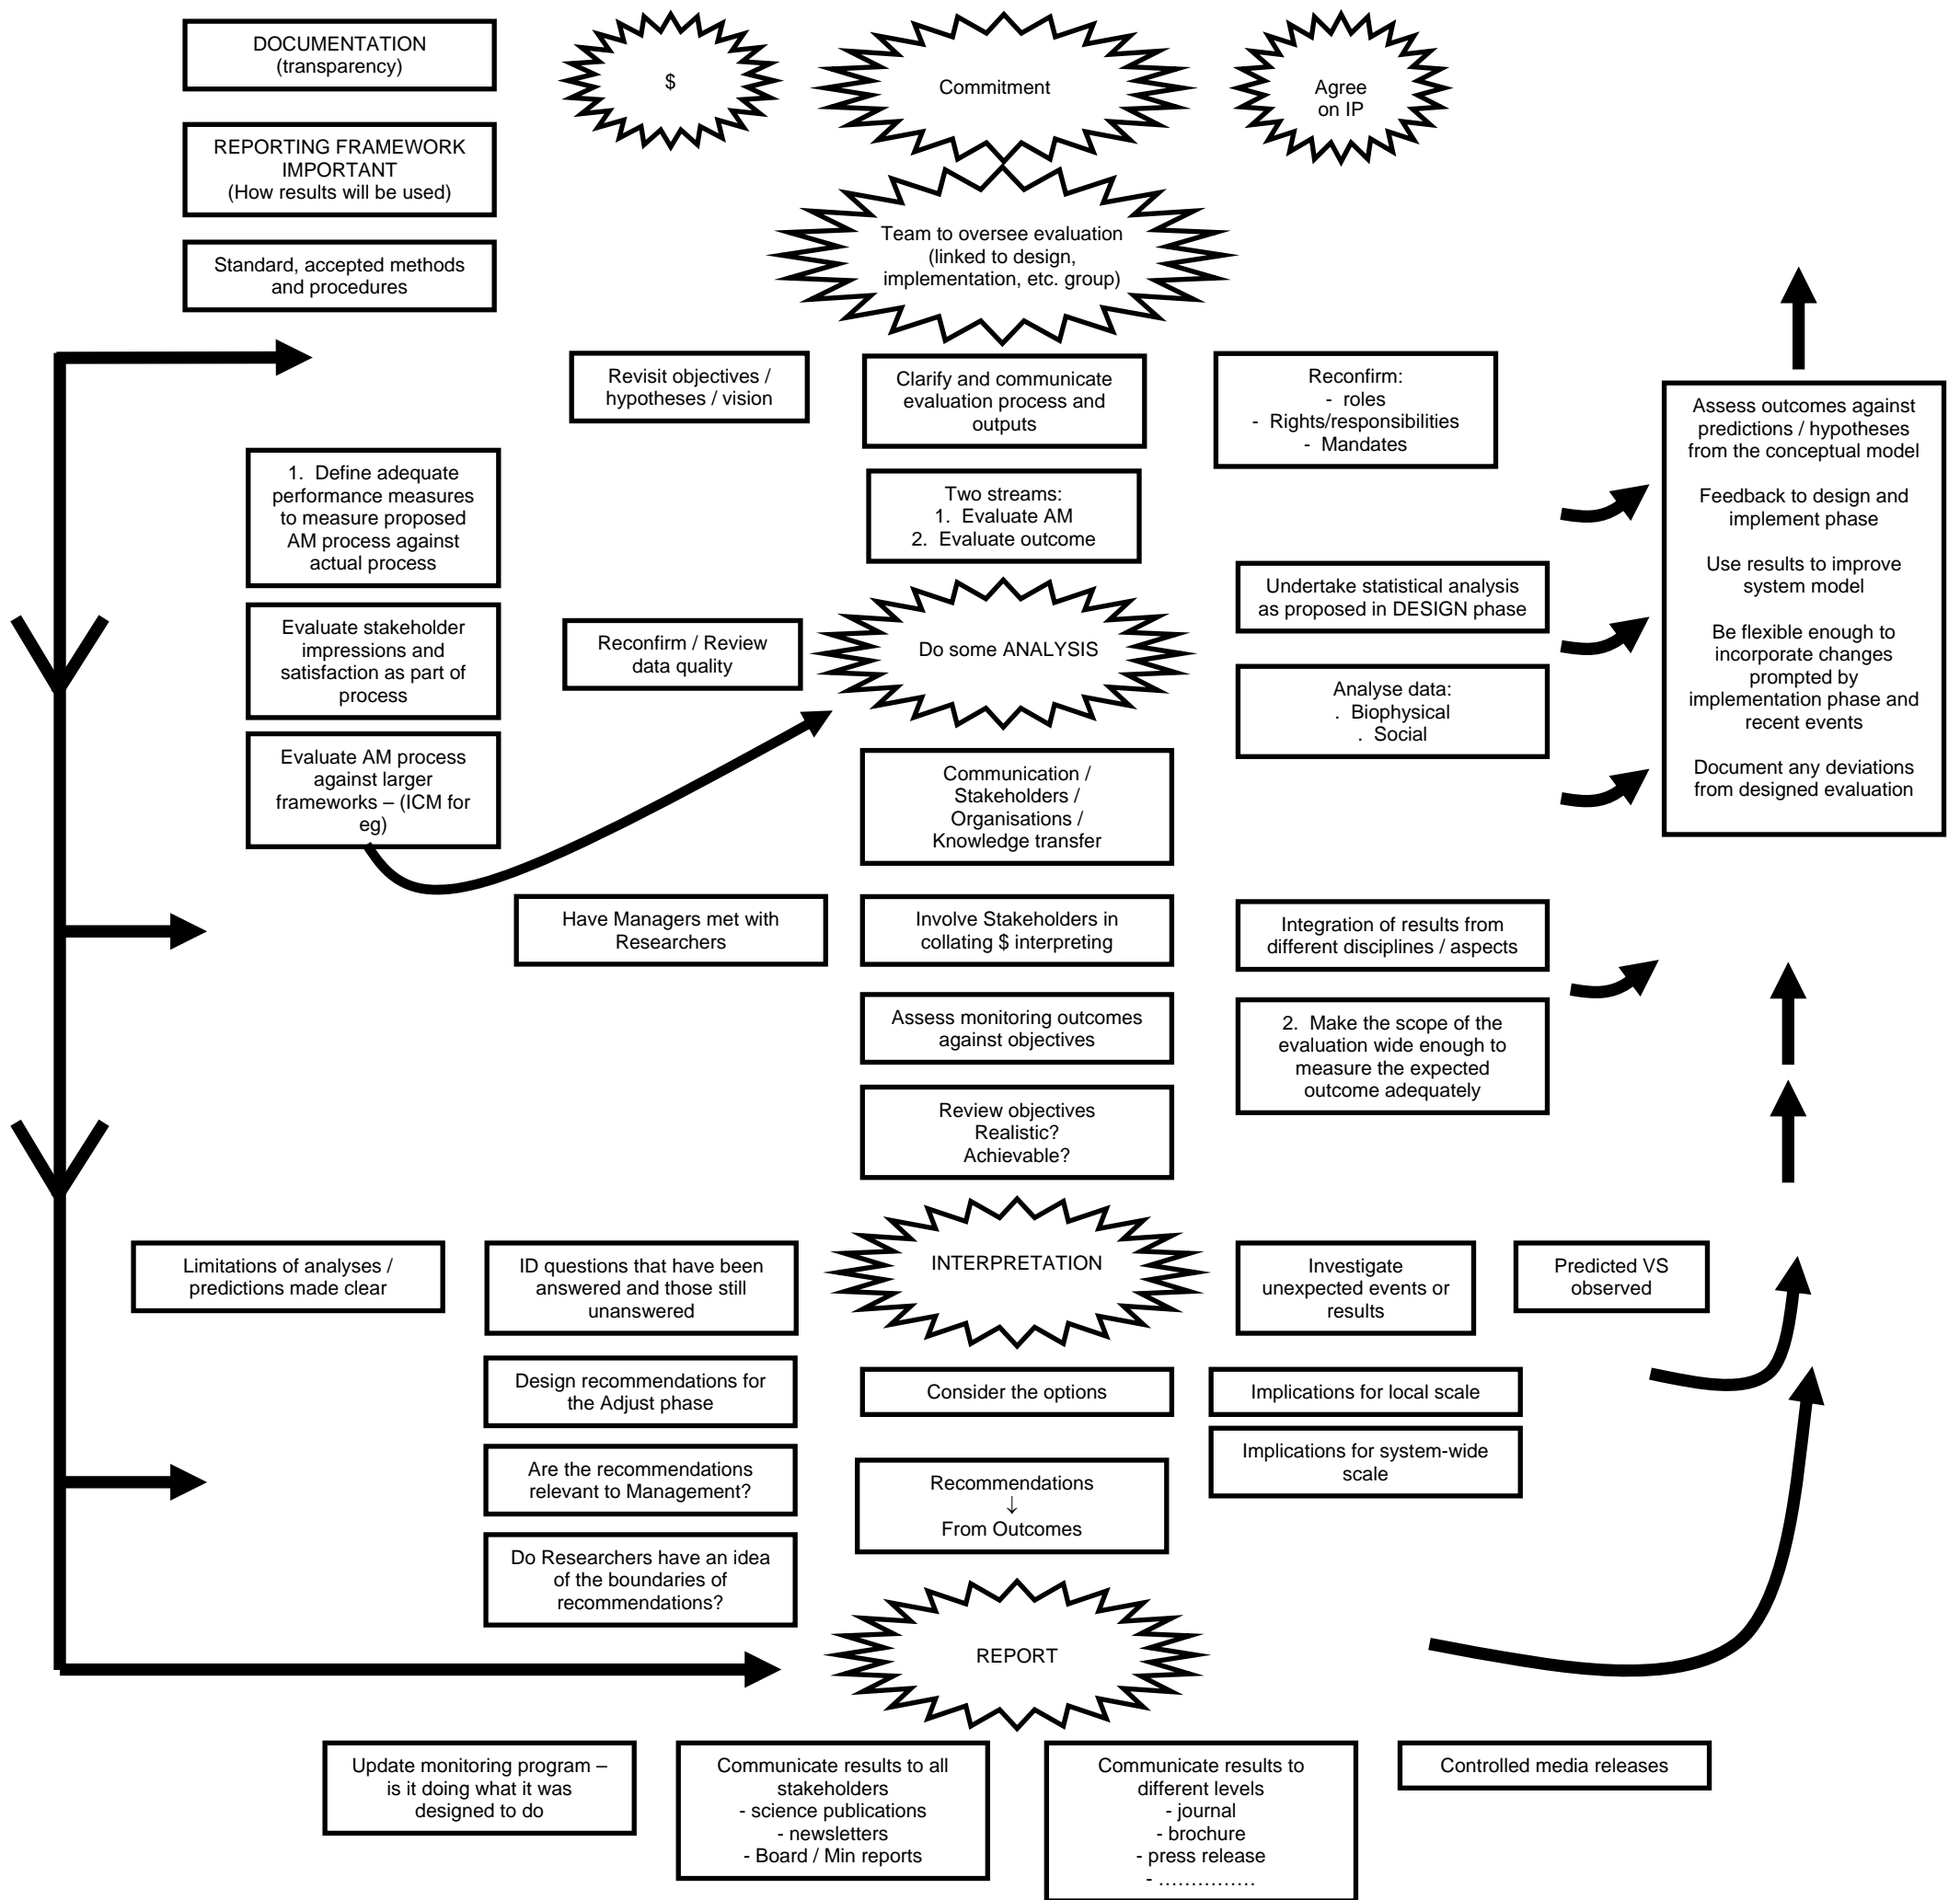 DOCUMENTATION
(transparency)
$
Commitment
Agree
on IP
REPORTING FRAMEWORK
IMPORTANT
(How results will be used)
Team to oversee evaluation
(linked to design,
implementation, etc. group)
Standard, accepted methods
and procedures
Revisit objectives /
hypotheses / vision
Clarify and communicate
evaluation process and
outputs
Reconfirm:
- roles
- Rights/responsibilities
- Mandates
Assess outcomes against
predictions / hypotheses
from the conceptual model
Feedback to design and
implement phase
Use results to improve
system model
Be flexible enough to
incorporate changes
prompted by
implementation phase and
recent events
Document any deviations
from designed evaluation
1. Define adequate
performance measures
to measure proposed
AM process against
actual process
Two streams:
1. Evaluate AM
2. Evaluate outcome
Undertake statistical analysis
as proposed in DESIGN phase
Evaluate stakeholder
impressions and
satisfaction as part of
process
Reconfirm / Review
data quality
Do some ANALYSIS
Analyse data:
. Biophysical
. Social
Evaluate AM process
against larger
frameworks – (ICM for
eg)
Communication /
Stakeholders /
Organisations /
Knowledge transfer
Have Managers met with
Researchers
Involve Stakeholders in
collating $ interpreting
Integration of results from
different disciplines / aspects
Assess monitoring outcomes
against objectives
2. Make the scope of the
evaluation wide enough to
measure the expected
outcome adequately
Review objectives
Realistic?
Achievable?
Limitations of analyses /
predictions made clear
ID questions that have been
answered and those still
unanswered
INTERPRETATION
Investigate
unexpected events or
results
Predicted VS
observed
Design recommendations for
the Adjust phase
Consider the options
Implications for local scale
Implications for system-wide
scale
Are the recommendations
relevant to Management?
Recommendations
↓
From Outcomes
Do Researchers have an idea
of the boundaries of
recommendations?
REPORT
Update monitoring program –
is it doing what it was
designed to do
Communicate results to all
stakeholders
- science publications
- newsletters
- Board / Min reports
Communicate results to
different levels
- journal
- brochure
- press release
- ……………
Controlled media releases